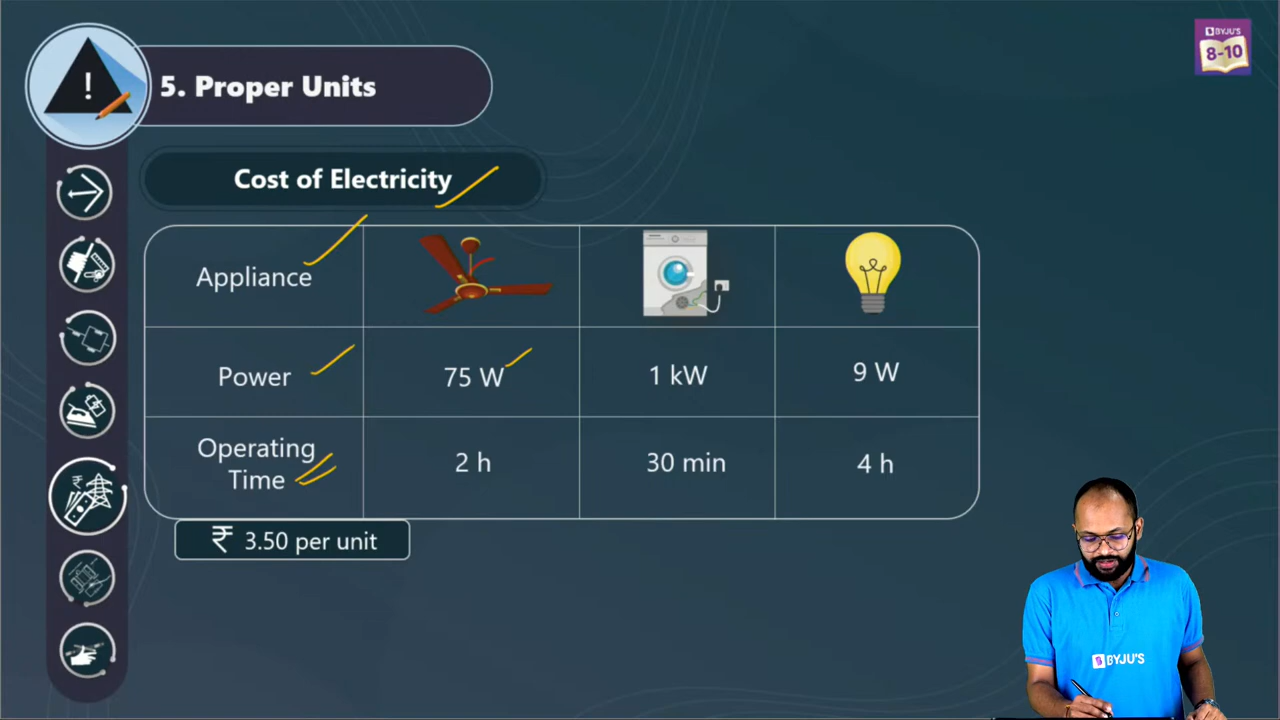 BYJU'S
8-10
!
5. Proper Units
Cost of Electricity
Appliance
Power
75 W
1 kW
9 W
Operating
Time
2 h
30 min
4 h
₹ 3.50 per unit
BYJU'S